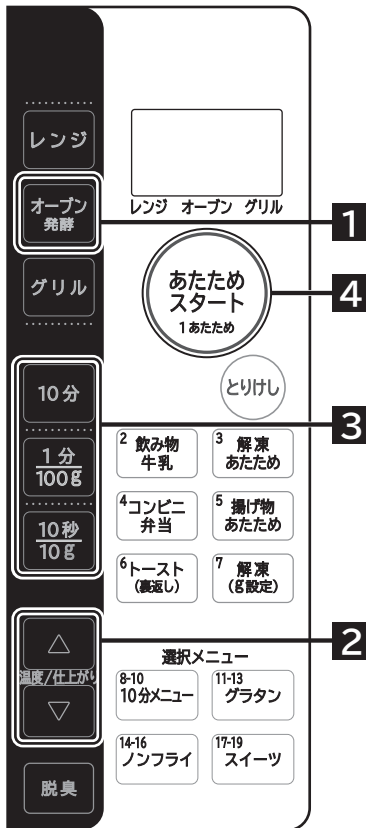 レンジ
オーブン
発酵
グリル
10分
1分
100g
10秒
10g
△
温度/仕上がり
▽
脱臭
レンジ オーブン グリル
あたため
スタート
1あたため
とりけし
2 飲み物
牛乳
3 解凍
あたため
4コンビニ
弁当
5 揚げ物
あたため
6トースト
(裏返し)
7 解凍
(g設定)
選択メニュー
8-10
10分メニュー
11-13
グラタン
14-16
ノンフライ
17-19
スイーツ
1
4
3
2